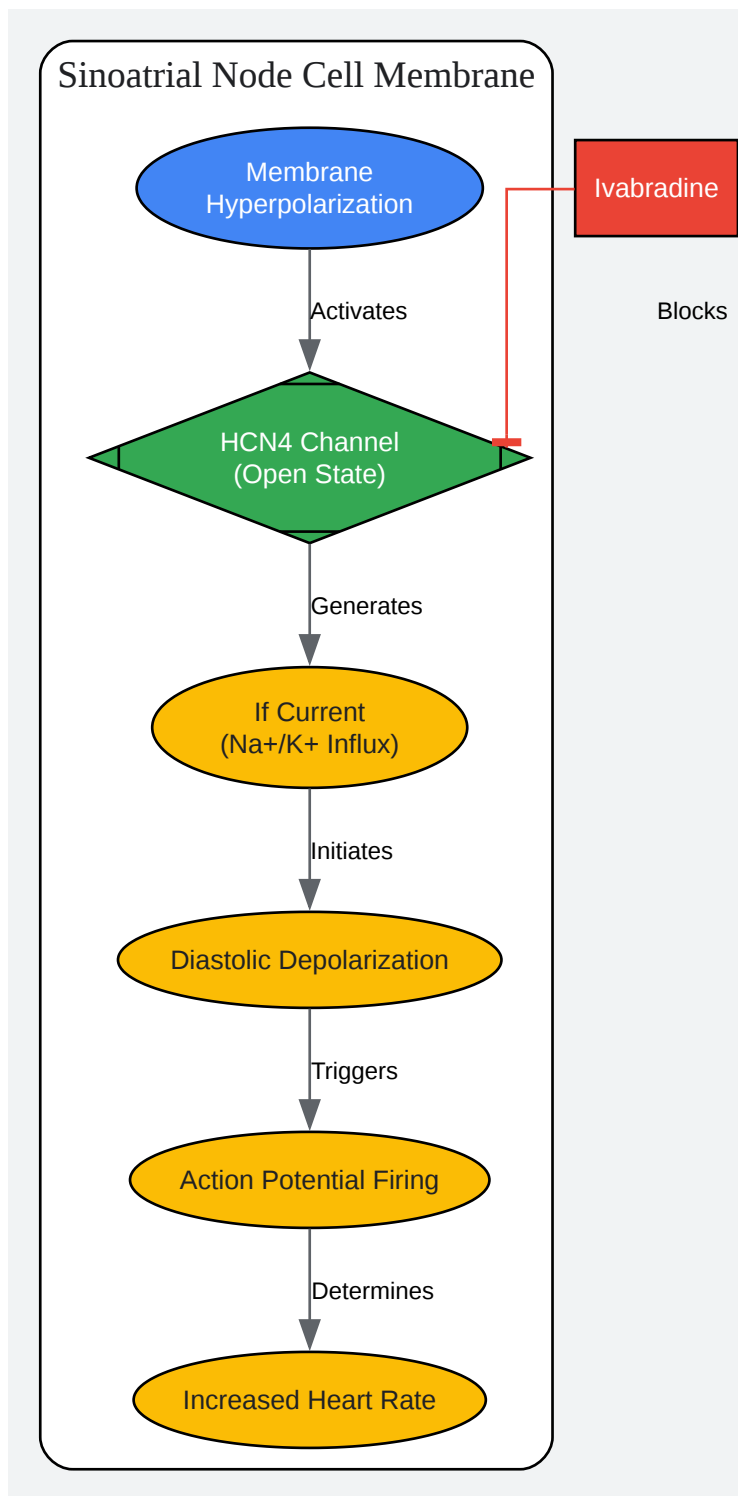 Sinoatrial Node Cell Membrane
Membrane
Hyperpolarization
Ivabradine
Activates
Blocks
HCN4 Channel
(Open State)
Generates
If Current
(Na+/K+ Influx)
Initiates
Diastolic Depolarization
Triggers
Action Potential Firing
Determines
Increased Heart Rate